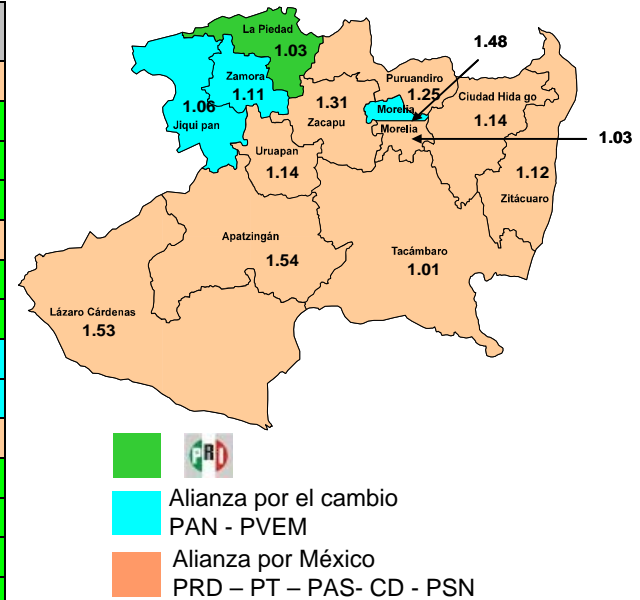 La Piedad
1.03
1.48
Zamora
1.11
1.06
Jiqui pan
1.31
Zacapu
Puruandiro
1.25
Morelia
Morelia
Ciudad Hida go
1.14
1.03
Uruapan
1.14
1.12
Zitácuaro
Apatzingán
1.54
Tacámbaro
1.01
Lázaro Cárdenas
1.53
PRI
Alianza por el cambio
PAN - PVEM
Alianza por México
PRD – PT – PAS- CD - PSN